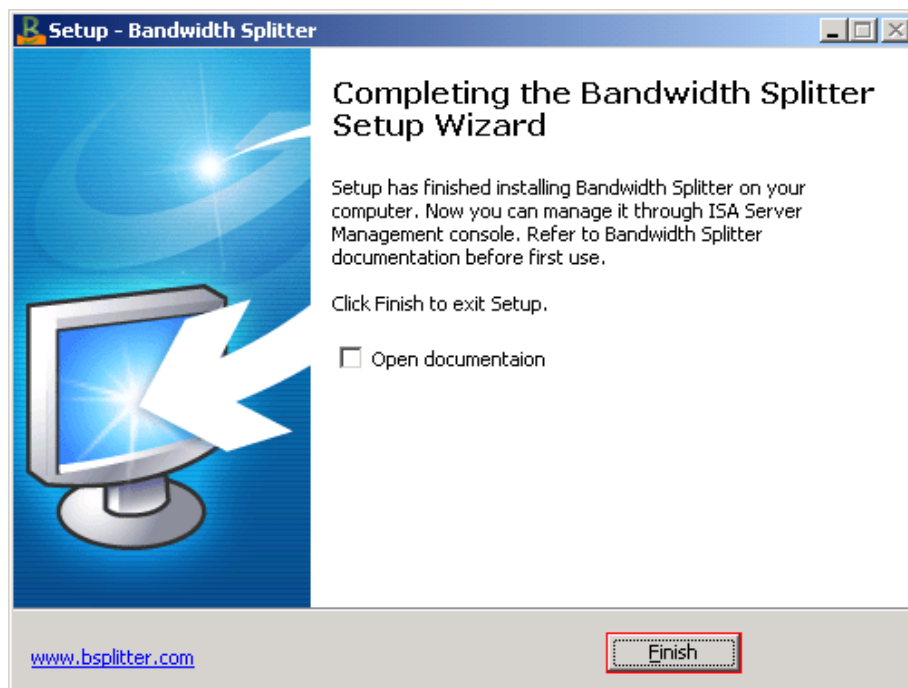 Setup - Bandwidth Splitter
Completing the Bandwidth Splitter
Setup Wizard
Setup has finished installing Bandwidth Splitter on your
computer. Now you can manage it through ISA Server
Management console. Refer to Bandwidth Splitter
documentation before first use.
Click Finish to exit Setup.
Open documentaion
www.bsplitter.com
Finish